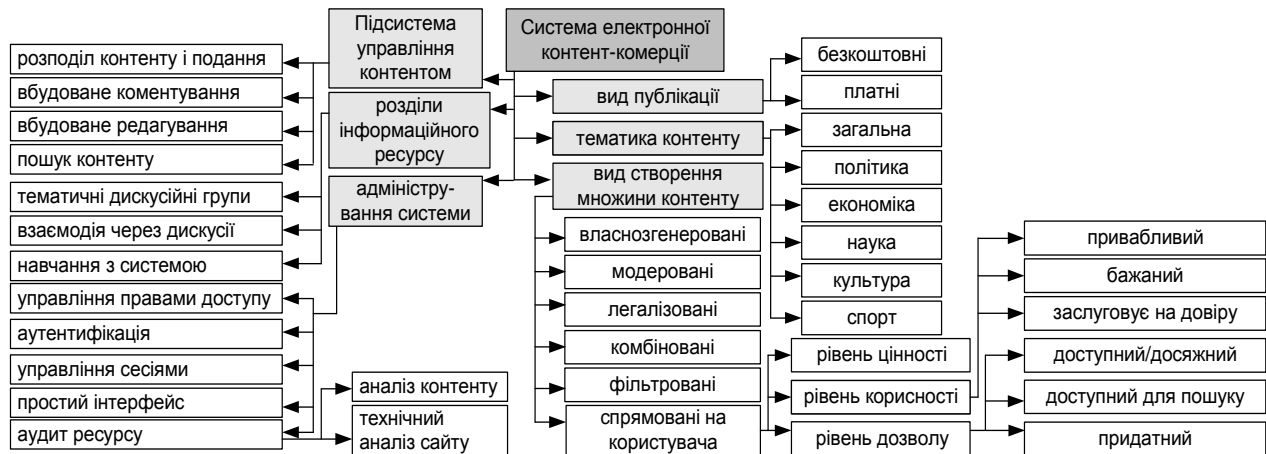 Система електронної
контент-комерції
Підсистема
управління
контентом
розподіл контенту і подання
вбудоване коментування
вбудоване редагування
пошук контенту
розділи
інформаційного
ресурсу
тематичні дискусійні групи
взаємодія через дискусії
навчання з системою
адміністру-
вання системи
управління правами доступу
аутентифікація
управління сесіями
простий інтерфейс
аудит ресурсу
аналіз контенту
технічний
аналіз сайту
вид публікації
безкоштовні
платні
тематика контенту
загальна
політика
економіка
наука
культура
спорт
вид створення
множини контенту
власнозгенеровані
модеровані
легалізовані
комбіновані
фільтровані
спрямовані на
користувача
рівень цінності
рівень корисності
рівень дозволу
привабливий
бажаний
заслуговує на довіру
доступний/досяжний
доступний для пошуку
придатний